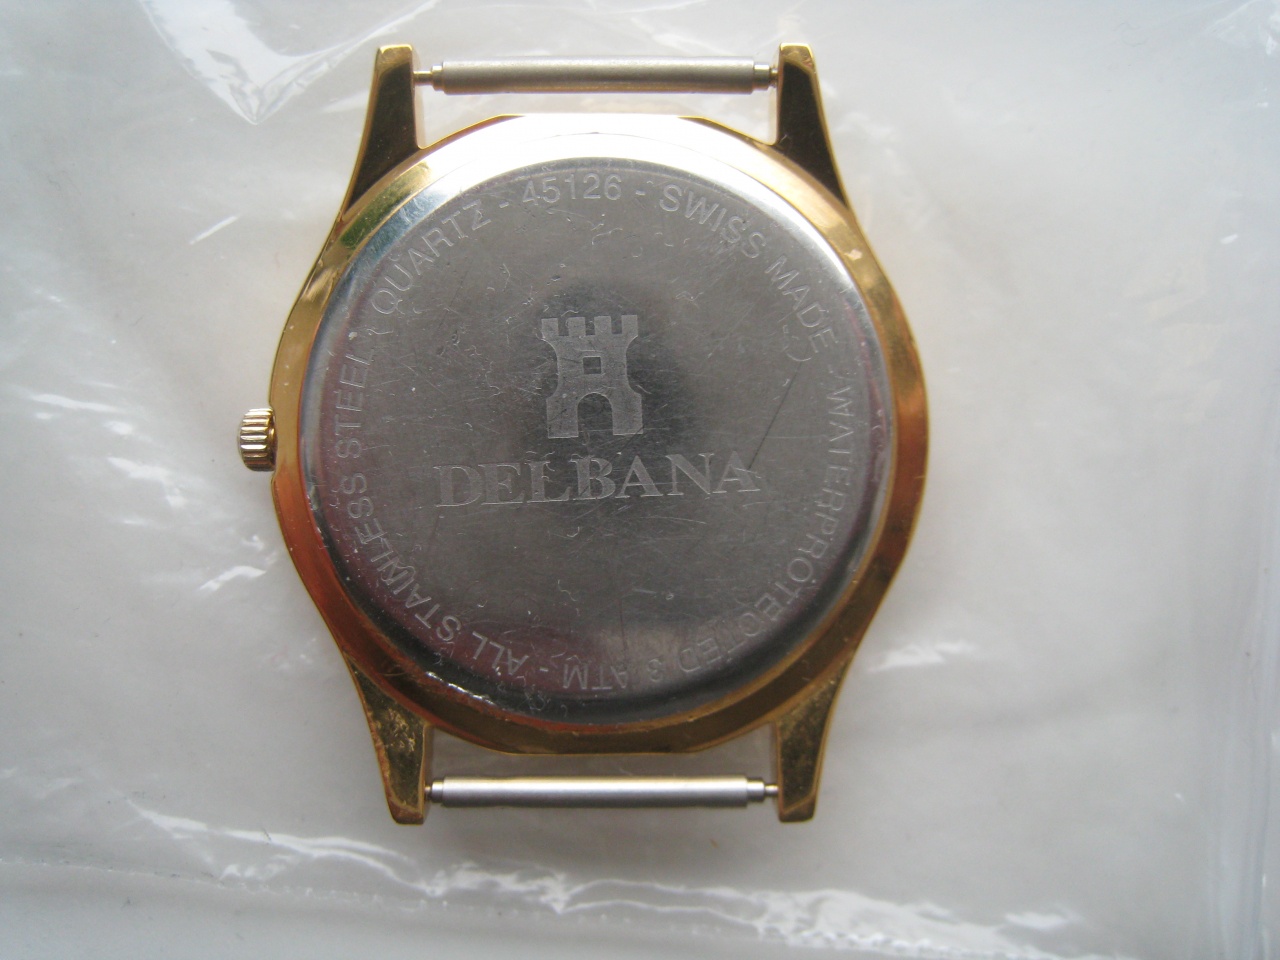 QUARTZ - 45126 - SWISS MADE - WATERPROTECTED 3 ATM - ALL STAINLESS STEEL -
DELBANA